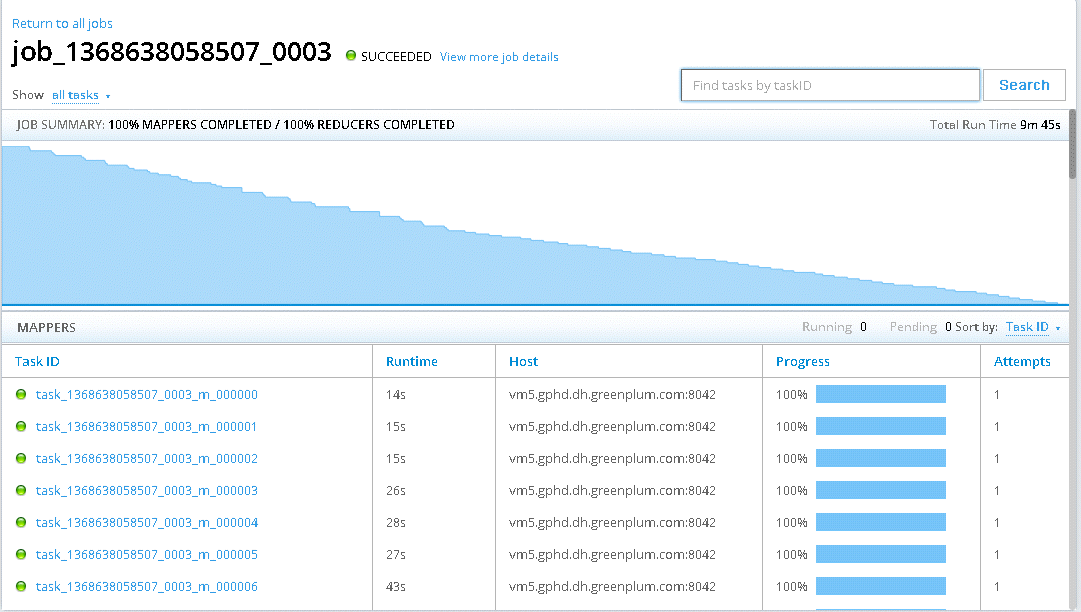 Return to all jobs
job_1368638058507_0003 SUCCEEDED View more job details
Find tasks by taskID Search
Show all tasks
JOB SUMMARY: 100% MAPPERS COMPLETED / 100% REDUCERS COMPLETED Total Run Time 9m 45s
MAPPERS Running 0 Pending 0 Sort by: Task ID
Task ID Runtime Host Progress Attempts
task_1368638058507_0003_m_000000 14s vm5.gphd.dh.greenplum.com:8042 100% 1
task_1368638058507_0003_m_000001 15s vm5.gphd.dh.greenplum.com:8042 100% 1
task_1368638058507_0003_m_000002 15s vm5.gphd.dh.greenplum.com:8042 100% 1
task_1368638058507_0003_m_000003 26s vm5.gphd.dh.greenplum.com:8042 100% 1
task_1368638058507_0003_m_000004 28s vm5.gphd.dh.greenplum.com:8042 100% 1
task_1368638058507_0003_m_000005 27s vm5.gphd.dh.greenplum.com:8042 100% 1
task_1368638058507_0003_m_000006 43s vm5.gphd.dh.greenplum.com:8042 100% 1